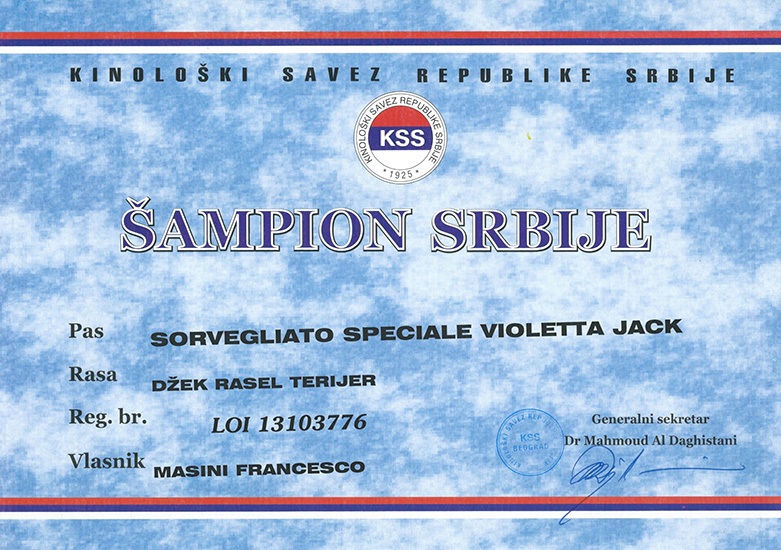 KINOLOŠKI SAVEZ REPUBLIKE SRBIJE
KINOLOŠKI SAVEZ REPUBLIKE SRBIJE
KSS
* 1925 *
ŠAMPION SRBIJE
Pas SORVEGLIATO SPECIALE VIOLETTA JACK
Rasa DŽEK RASEL TERIJER
Reg. br. LOI 13103776
Vlasnik MASINI FRANCESCO
KSS
BEOGRAD
Generalni sekretar
Dr Mahmoud Al Daghistani